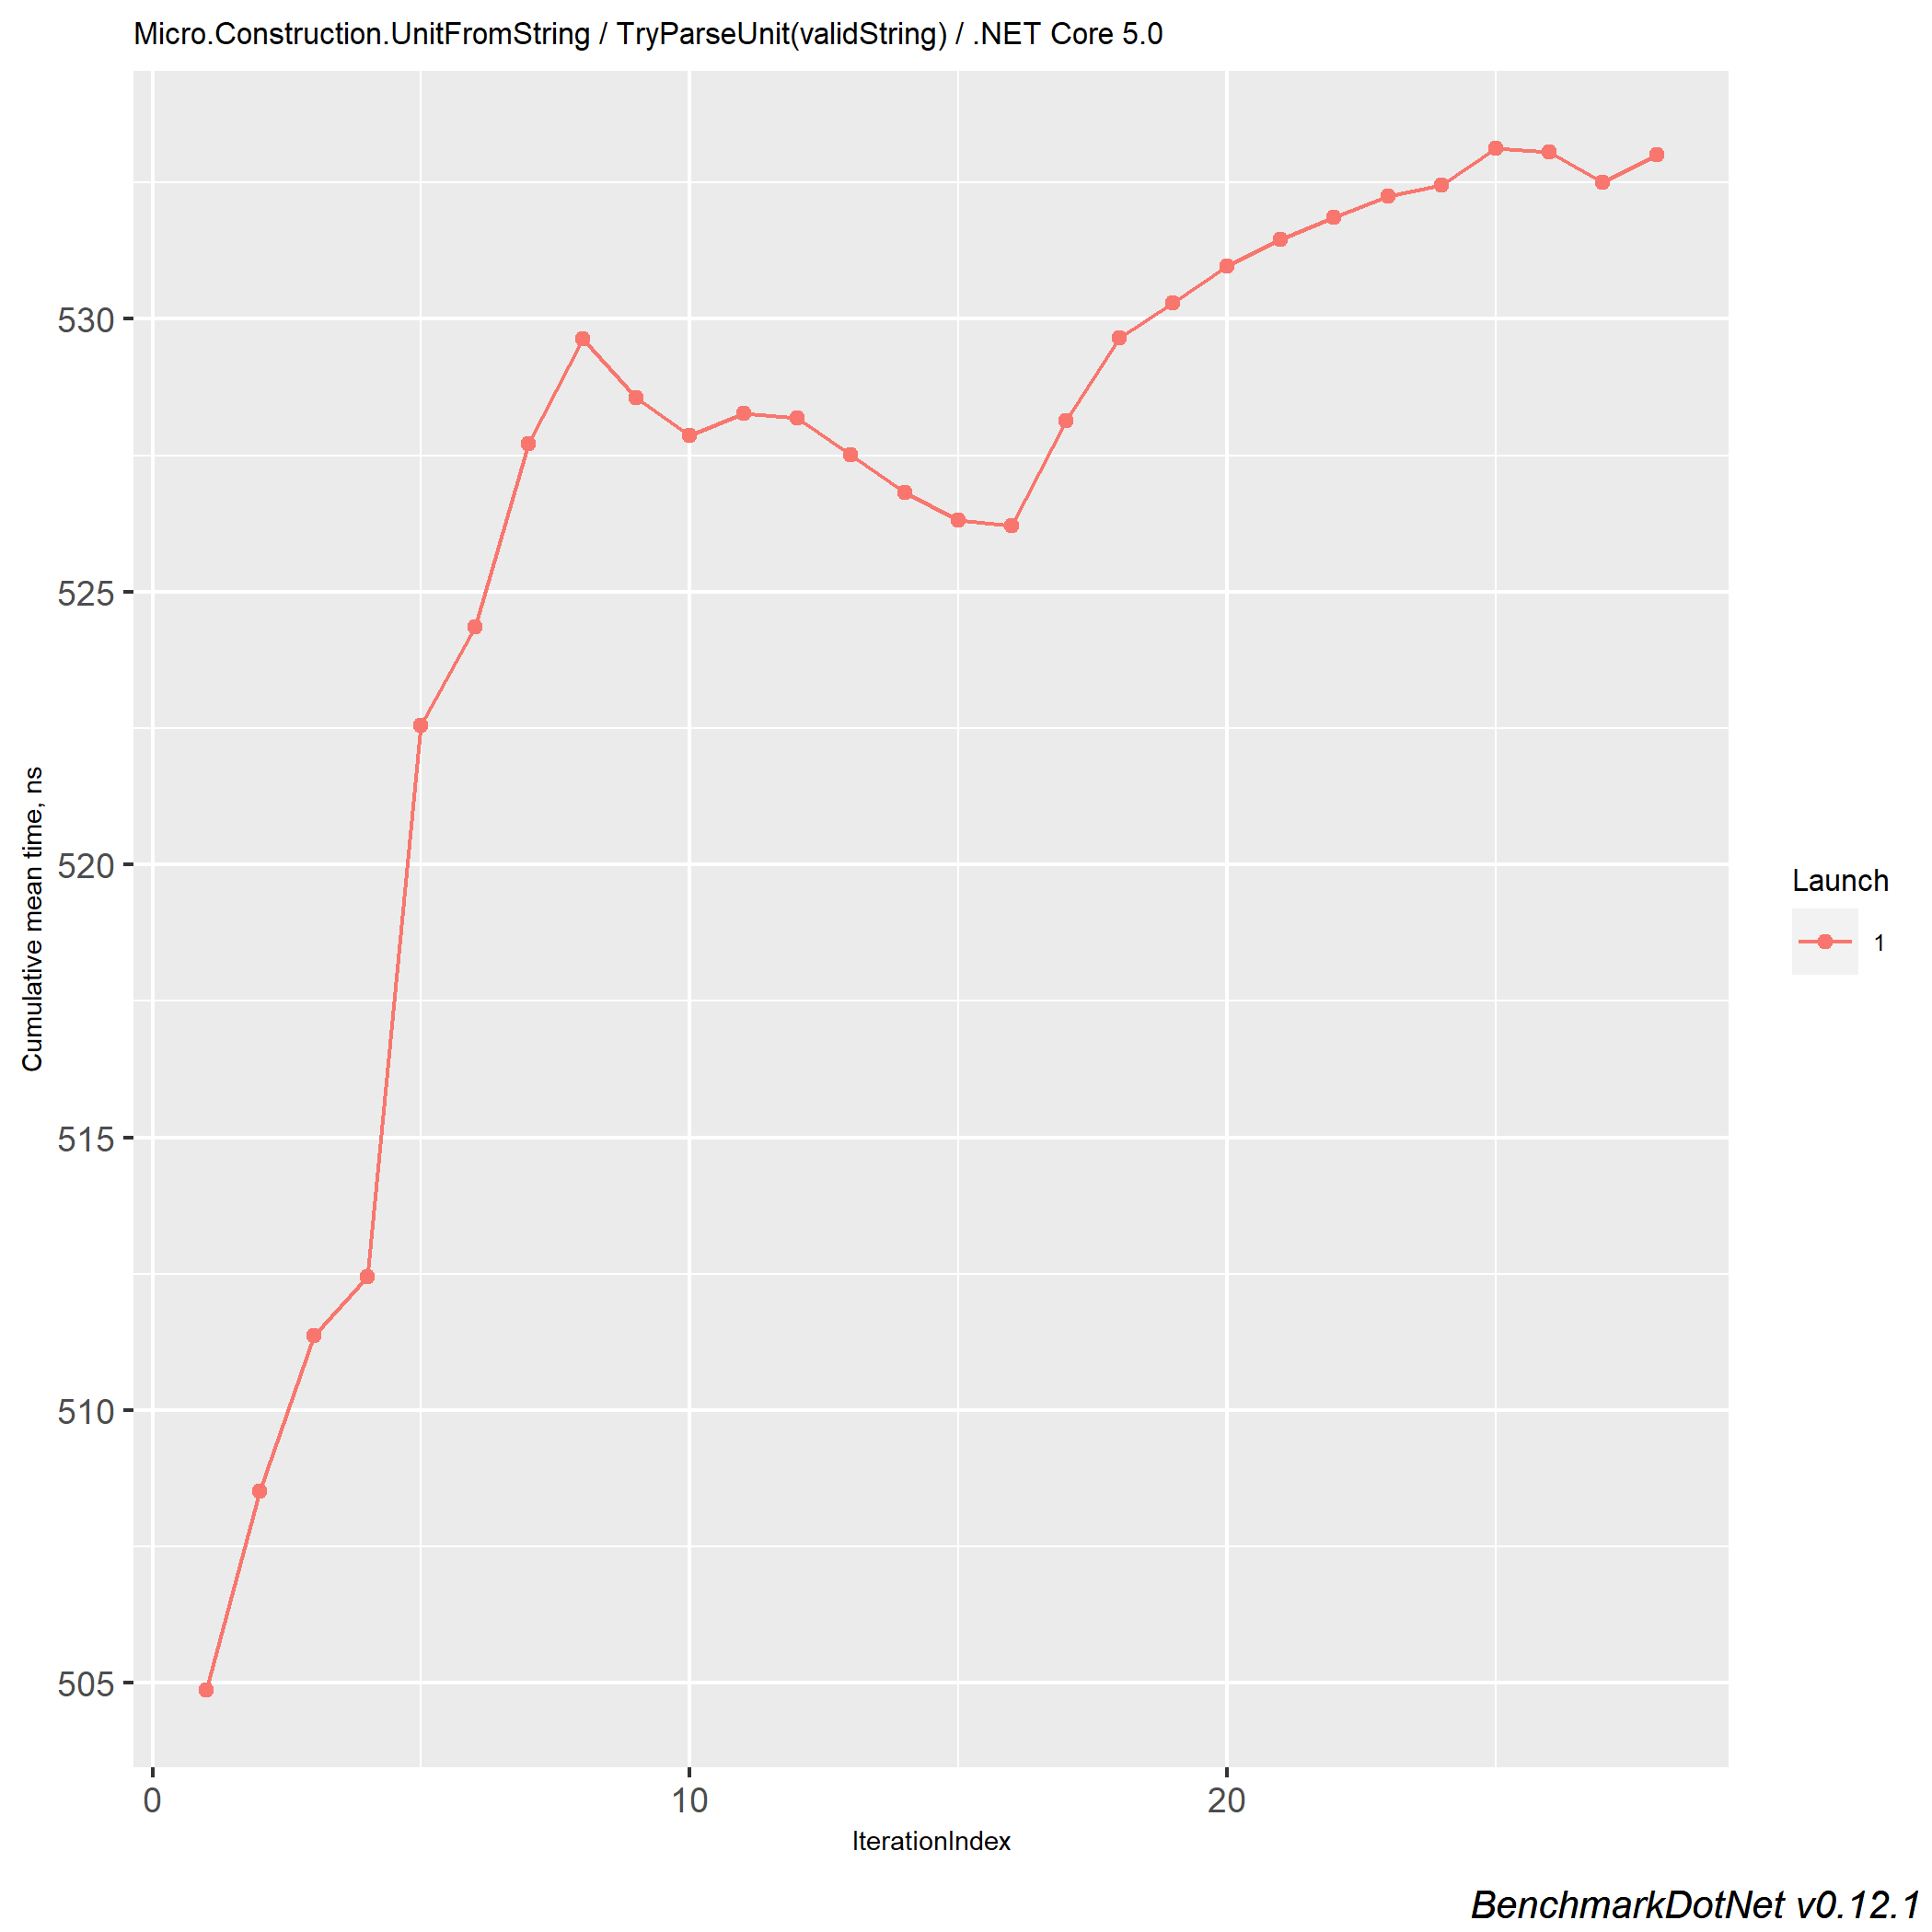 Micro.Construction.UnitFromString / TryParseUnit(validString) / .NET Core 5.0
530
525
520
515
510
505
Cumulative mean time, ns
0 10 20
IterationIndex
Launch
1
BenchmarkDotNet v0.12.1